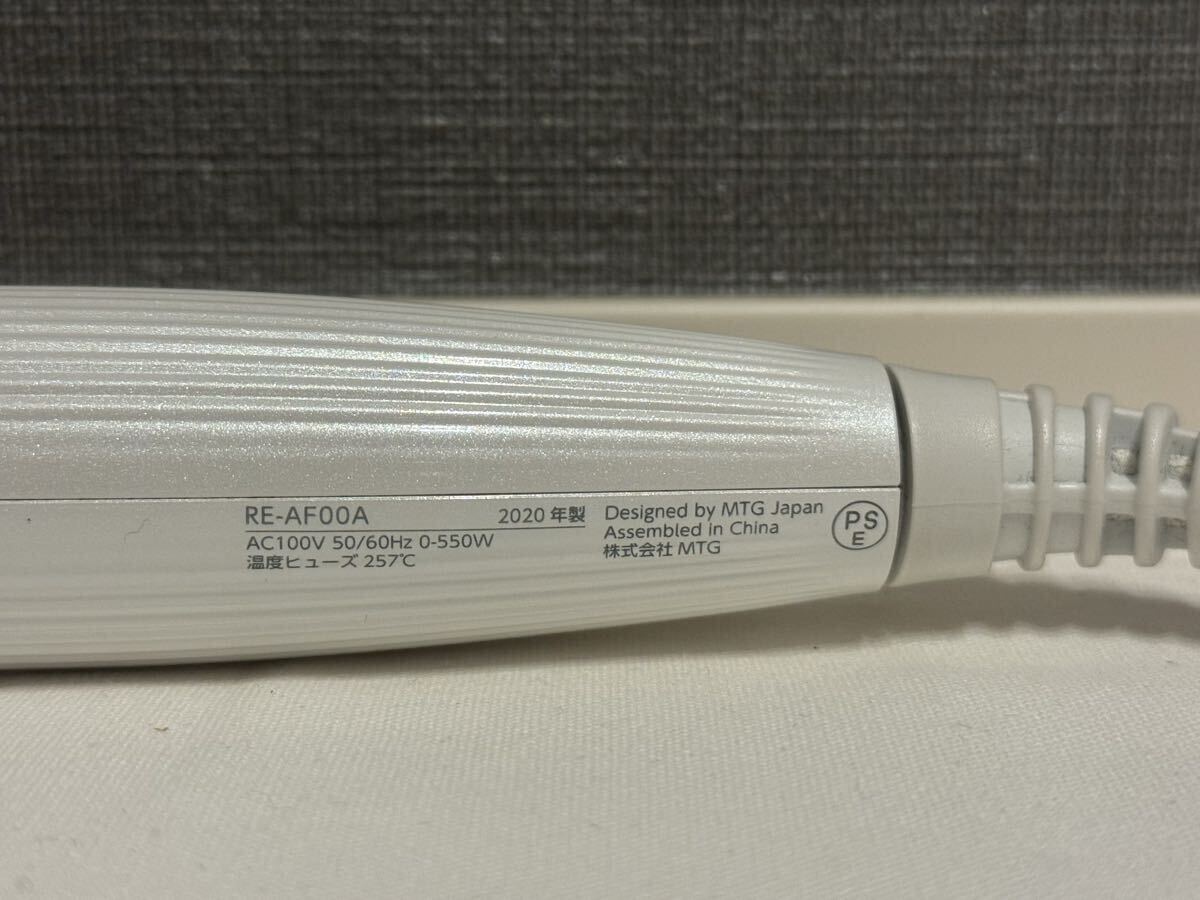 RE-AF00A 2020 年製
AC100V 50/60Hz 0-550W
温度ヒューズ 257℃
Designed by MTG Japan
Assembled in China
株式会社 MTG
PS
E